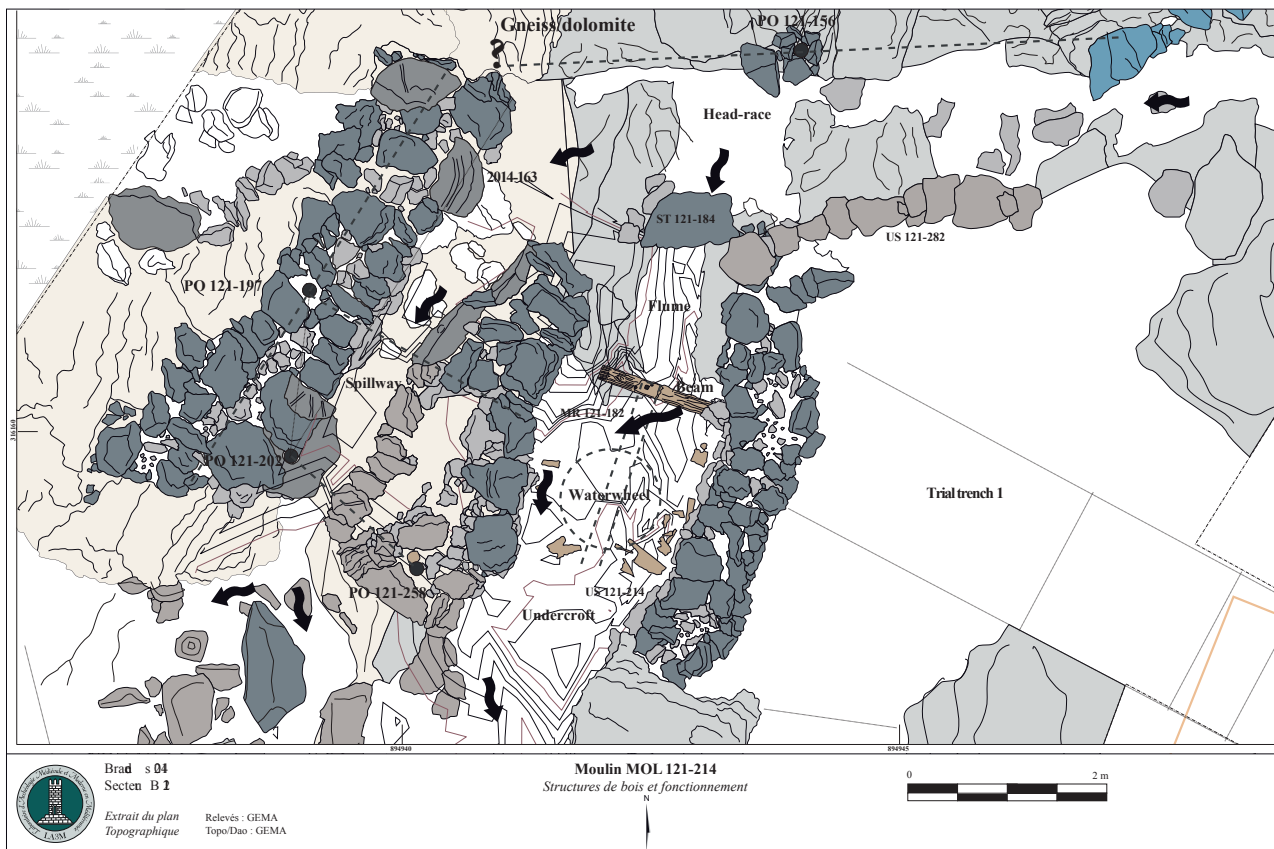 Gneiss/dolomite
?
PO 121-156
Head-race
2014-163
ST 121-184
US 121-282
PO 121-197
Flume
Spillway
Beam
MR 121-182
316160
PO 121-202
Waterwheel
Trial trench 1
PO 121-258
US 121-214
Undercroft
894940
894945
Moulin MOL 121-214
Structures de bois et fonctionnement
N
0 2 m
Extrait du plan
Topographique
Relevés : GEMA
Topo/Dao : GEMA
LA3M